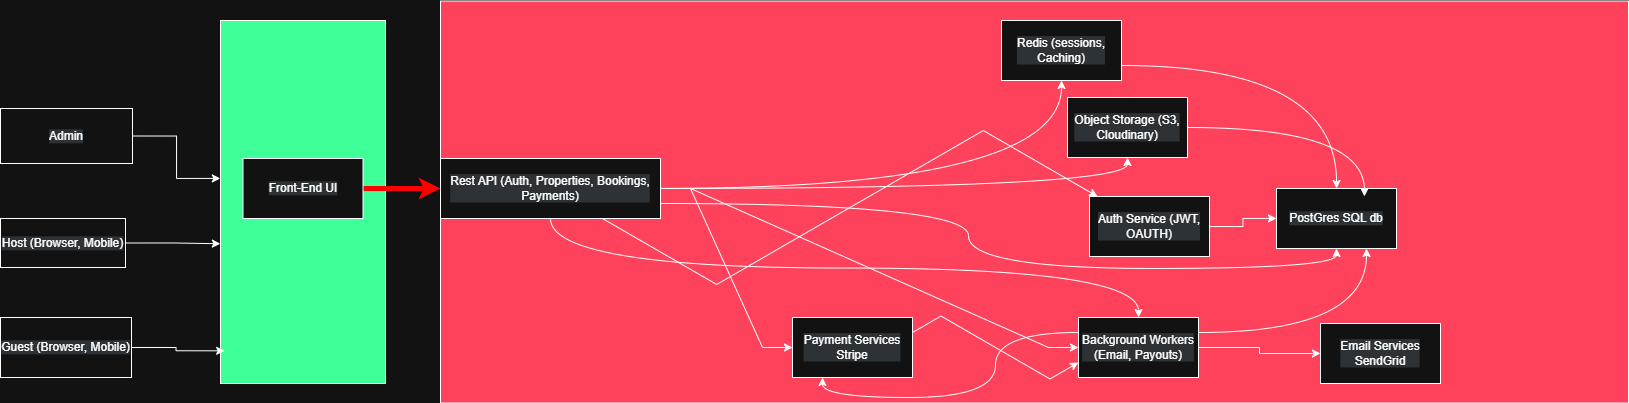 Redis (sessions,
Caching)
Object Storage (S3,
Cloudinary)
Admin
Front-End UI
Rest API (Auth, Properties, Bookings,
Payments)
Auth Service (JWT,
OAUTH)
PostGres SQL db
Host (Browser, Mobile)
Guest (Browser, Mobile)
Payment Services
Stripe
Background Workers
(Email, Payouts)
Email Services
SendGrid